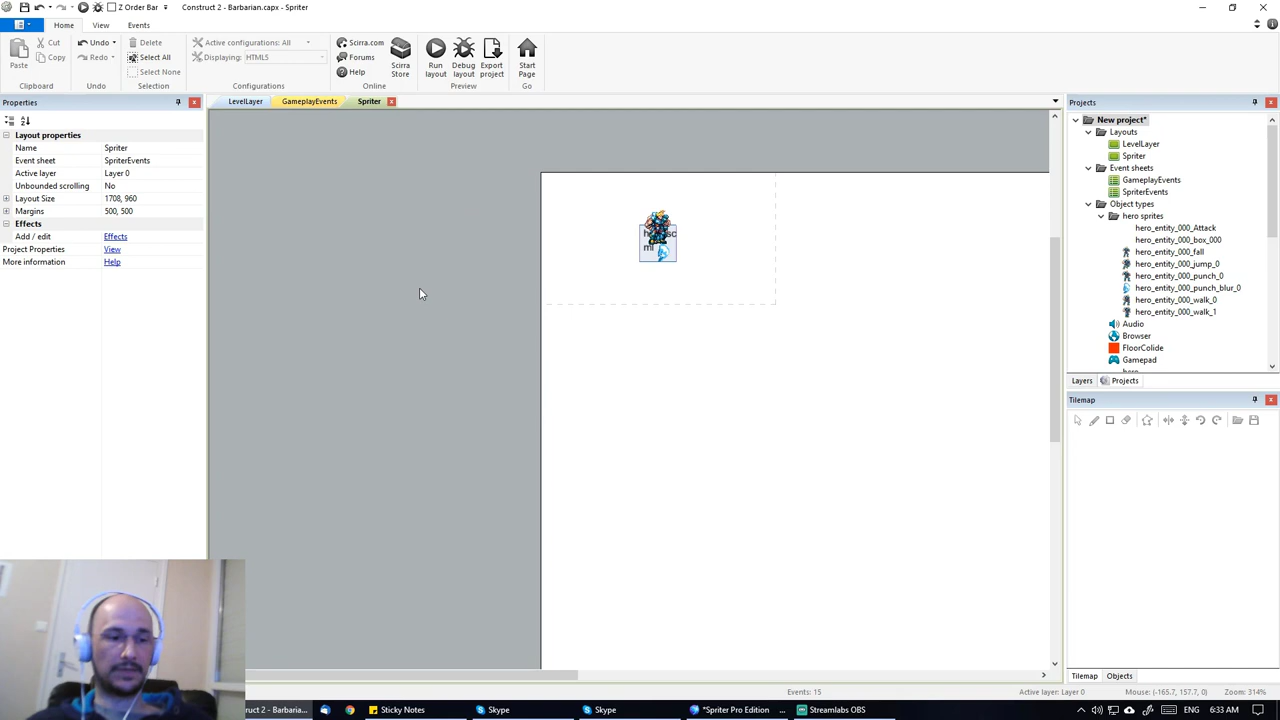 Z Order Bar
Construct 2 - Barbarian.capx - Spriter
Home
View
Events
Paste
Cut
Copy
Clipboard
Undo
Redo
Undo
Delete
Select All
Select None
Selection
Active configurations: All
Displaying:
HTML5
Configurations
Scirra.com
Forums
Help
Scirra
Store
Online
Run
layout
Debug
layout
Export
project
Preview
Start
Page
Go
Properties
LevelLayer
GameplayEvents
Spriter
Projects
Layout properties
Name Spriter
Event sheet SpriterEvents
Active layer Layer 0
Unbounded scrolling No
Layout Size 1708, 960
Margins 500, 500
Effects
Add / edit Effects
Project Properties View
More information Help
New project*
Layouts
LevelLayer
Spriter
Event sheets
GameplayEvents
SpriterEvents
Object types
hero sprites
hero_entity_000_Attack
hero_entity_box_000
hero_entity_000_fall
hero_entity_000_jump_0
hero_entity_000_punch_0
hero_entity_000_punch_blur_0
hero_entity_000_walk_0
hero_entity_000_walk_1
Audio
Browser
FloorColide
Gamepad
Layers
Projects
Tilemap
Tilemap
Objects
Events: 15
Active layer: Layer 0
Mouse: (-165.7, 157.7, 0)
Zoom: 314%
nstruct 2 - Barbaria...
Sticky Notes
Skype
Skype
*Spriter Pro Edition ...
Streamlabs OBS
6:33 AM